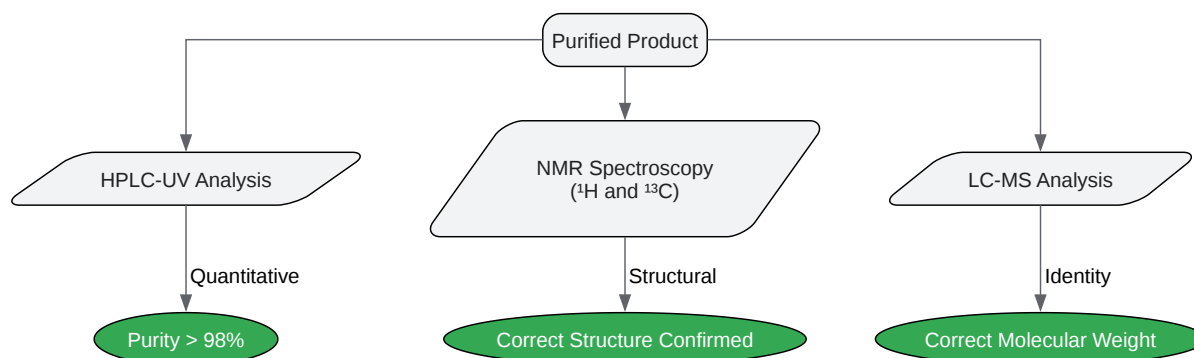 Purified Product
HPLC-UV Analysis
NMR Spectroscopy
(¹H and ¹³C)
LC-MS Analysis
Quantitative
Structural
Identity
Purity > 98%
Correct Structure Confirmed
Correct Molecular Weight